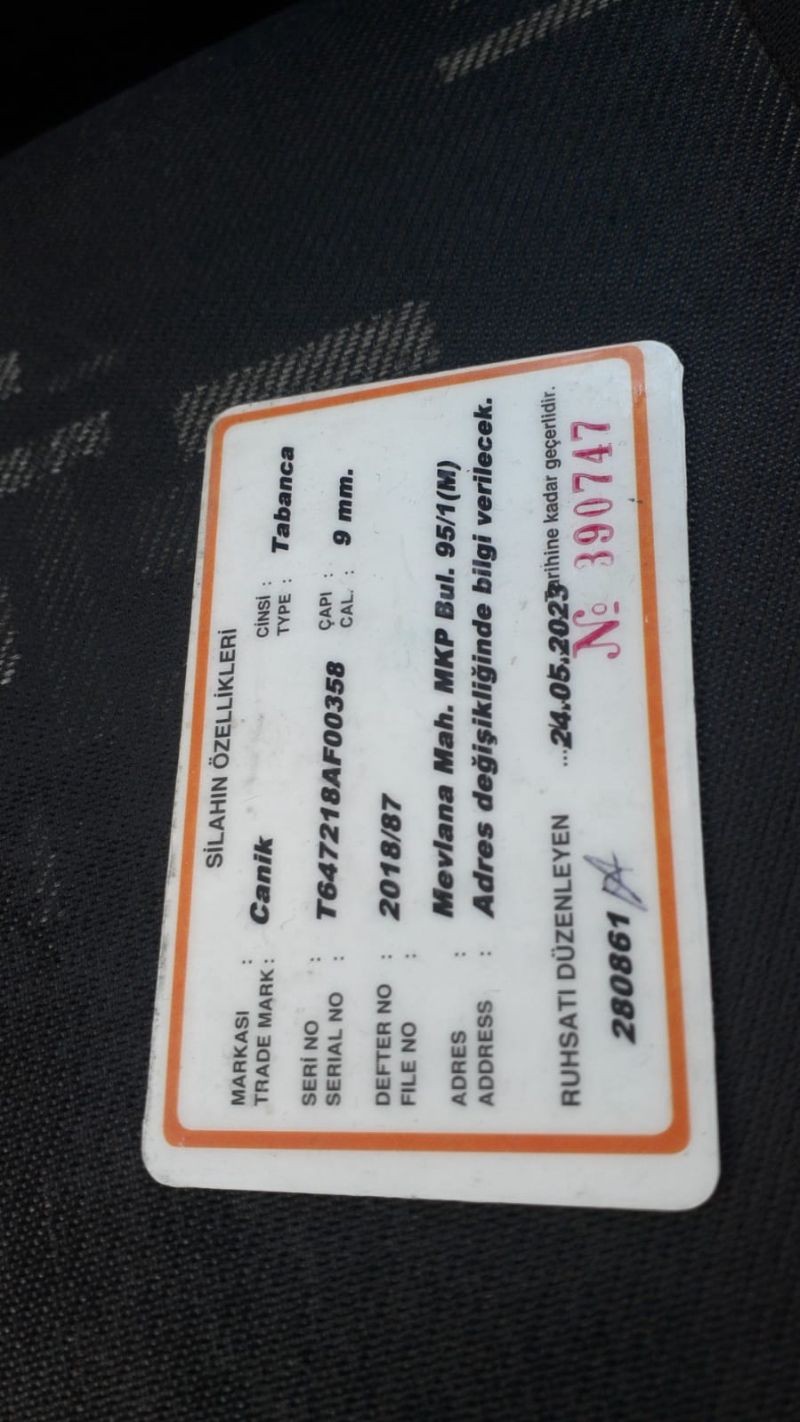 SİLAHIN ÖZELLİKLERİ
MARKASI : CİNSİ :
TRADE MARK : Canik TYPE : Tabanca
SERİ NO : ÇAPI :
SERIAL NO : T647218AF00358 CAL. : 9 mm.
DEFTER NO : 2018/87
FILE NO :
ADRES : Mevlana Mah. MKP Bul. 95/1(M)
ADDRESS : Adres değişikliğinde bilgi verilecek.
RUHSATI DÜZENLEYEN ....24.05.2023 tarihine kadar geçerlidir.
280861 № 390747